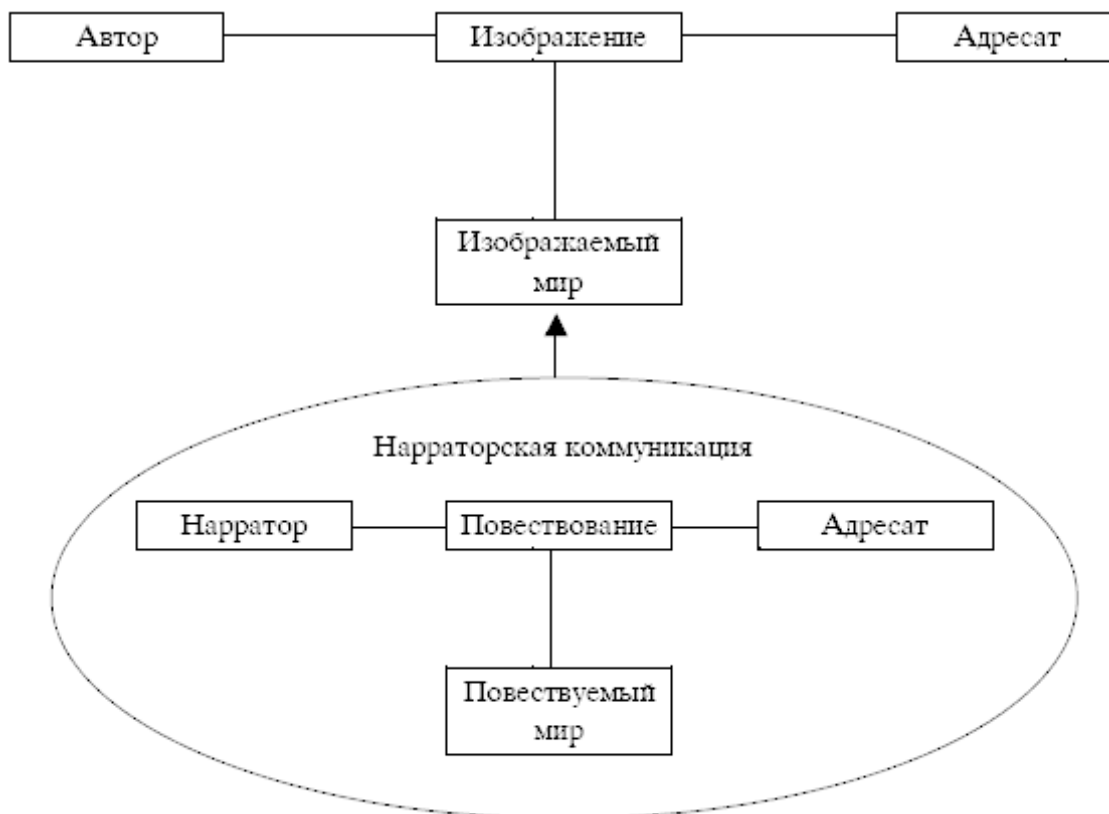 Автор
Изображение
Адресат
Изображаемый
мир
Нарраторская коммуникация
Нарратор
Повествование
Адресат
Повествуемый
мир